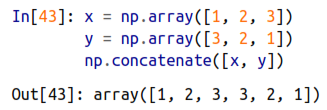 In[43]: x = np.array([1, 2, 3])
        y = np.array([3, 2, 1])
        np.concatenate([x, y])
Out[43]: array([1, 2, 3, 3, 2, 1])